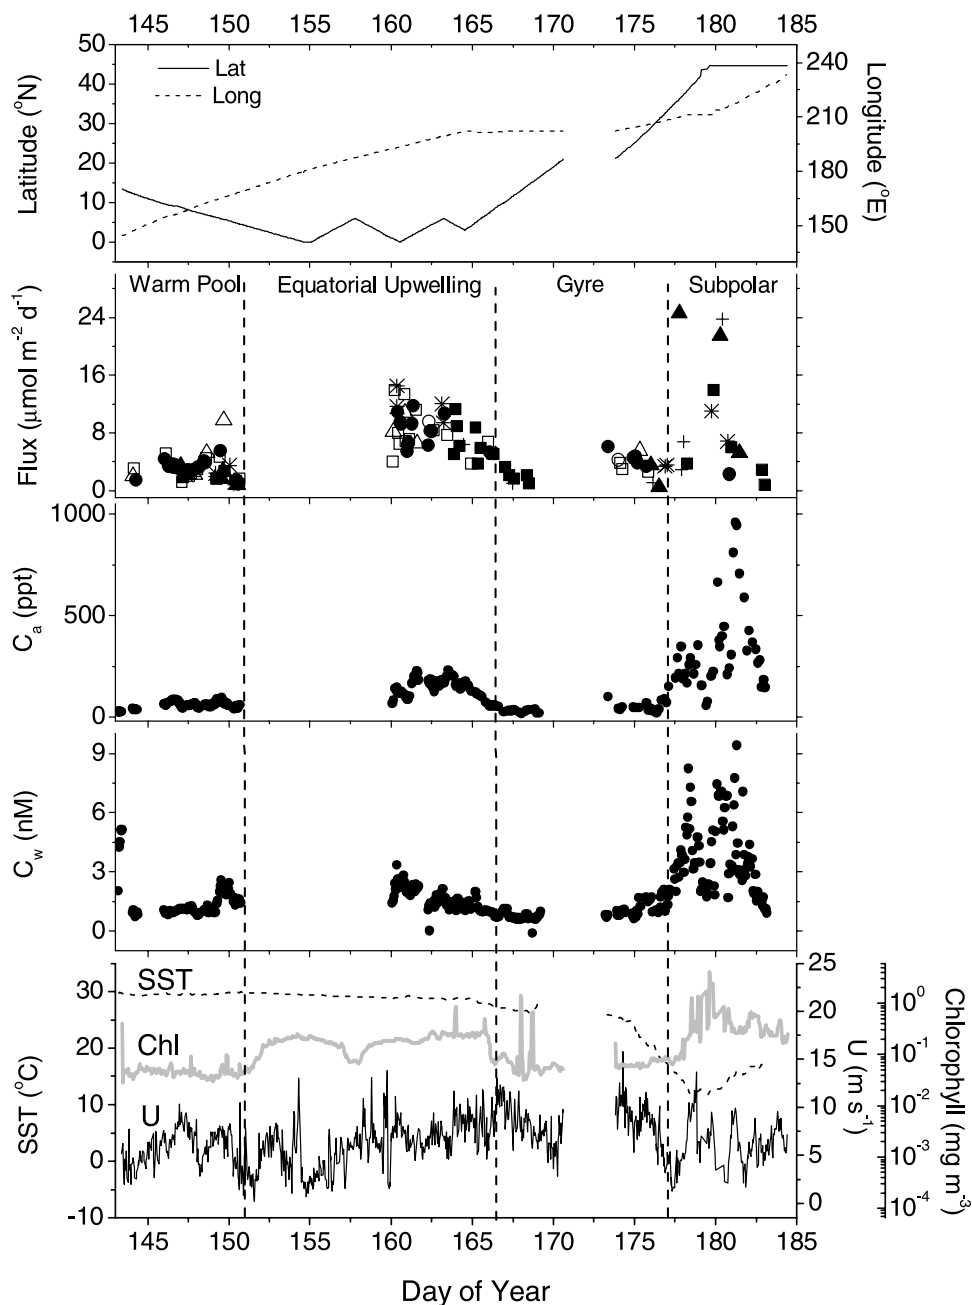 145 150 155 160 165 170 175 180 185
50
40
30
20
10
0
Latitude (°N)
Lat
Long
240
210
180
150
Longitude (°E)
Warm Pool Equatorial Upwelling Gyre Subpolar
24
16
8
0
Flux (μmol m-2 d-1)
1000
500
0
Ca (ppt)
9
6
3
0
Cw (nM)
SST
Chl
U
30
20
10
0
-10
SST (°C)
25
20
15
10
5
0
U (m s-1)
10^0
10^-1
10^-2
10^-3
10^-4
Chlorophyll (mg m-3)
145 150 155 160 165 170 175 180 185
Day of Year